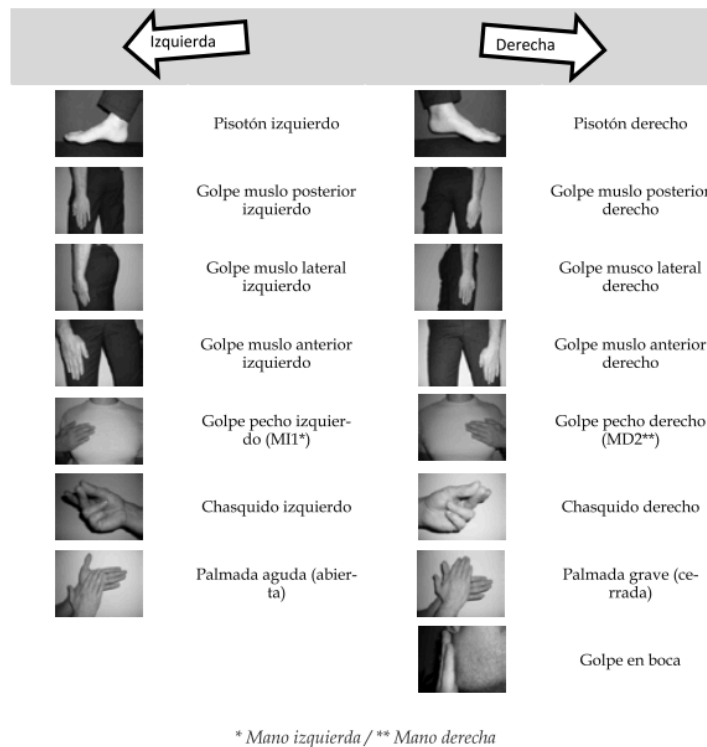 Izquierda
Derecha
Pisotón izquierdo
Pisotón derecho
Golpe muslo posterior
izquierdo
Golpe muslo posterior
derecho
Golpe muslo lateral
izquierdo
Golpe musco lateral
derecho
Golpe muslo anterior
izquierdo
Golpe muslo anterior
derecho
Golpe pecho izquier-
do (MI1*)
Golpe pecho derecho
(MD2**)
Chasquido izquierdo
Chasquido derecho
Palmada aguda (abier-
ta)
Palmada grave (ce-
rrada)
Golpe en boca
* Mano izquierda / ** Mano derecha